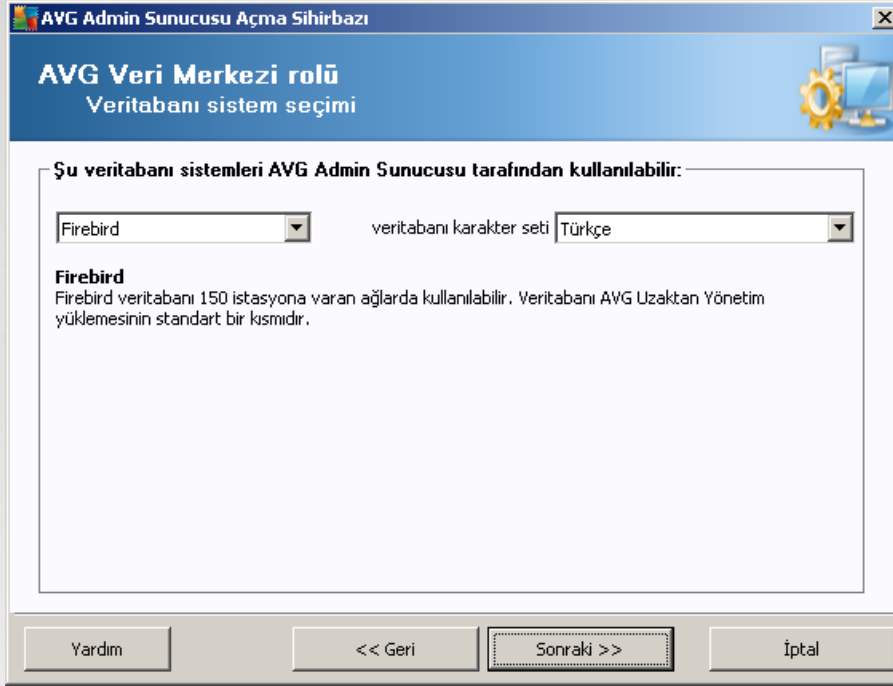 AVG Admin Sunucusu Açma Sihirbazı
AVG Veri Merkezi rolü
Veritabanı sistem seçimi
Şu veritabanı sistemleri AVG Admin Sunucusu tarafından kullanılabilir:
Firebird veritabanı karakter seti Türkçe
Firebird
Firebird veritabanı 150 istasyona varan ağlarda kullanılabilir. Veritabanı AVG Uzaktan Yönetim
yüklemesinin standart bir kısmıdır.
Yardım << Geri Sonraki >> İptal